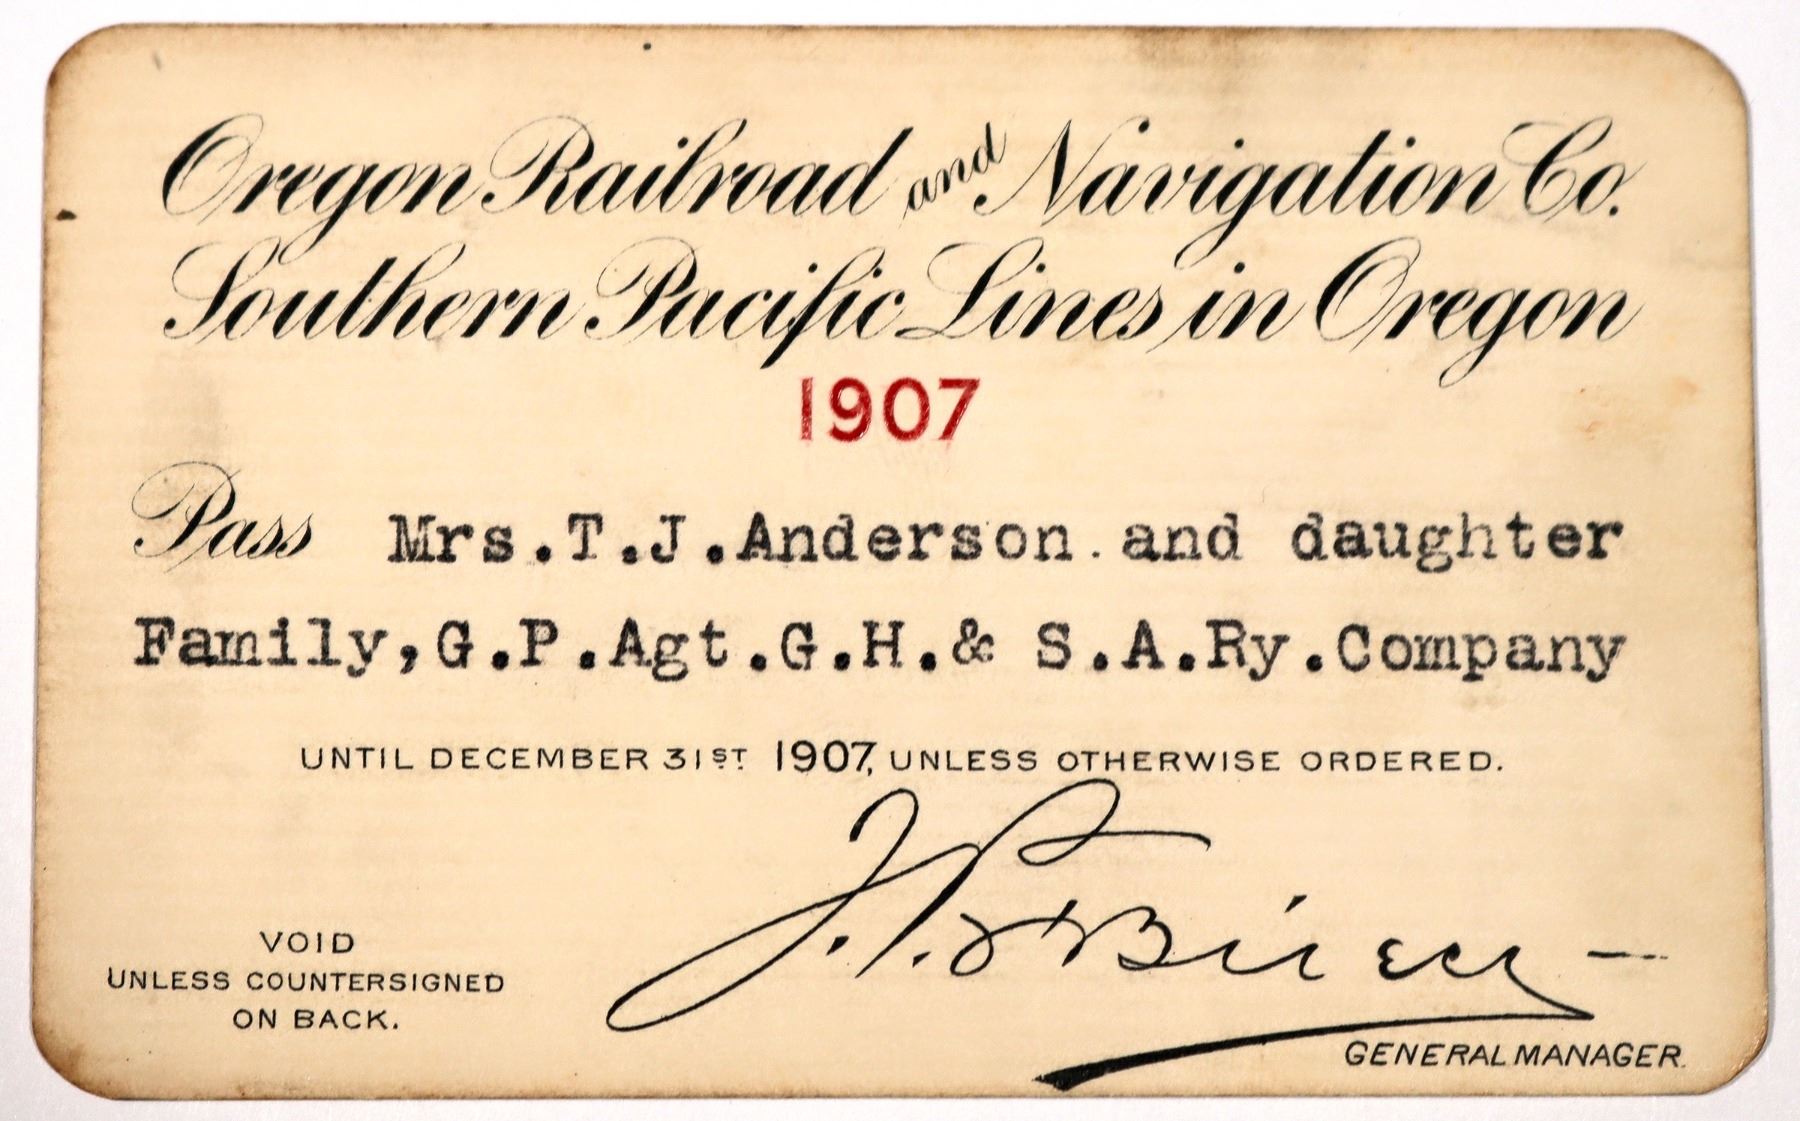 Oregon Railroad and Navigation Co.
Southern Pacific Lines in Oregon
1907
Pass Mrs.T.J.Anderson and daughter
Family,G.P.Agt.G.H.& S.A.Ry.Company
UNTIL DECEMBER 31ST 1907, UNLESS OTHERWISE ORDERED.
J.P. O'Brien
VOID
UNLESS COUNTERSIGNED
ON BACK.
GENERAL MANAGER.